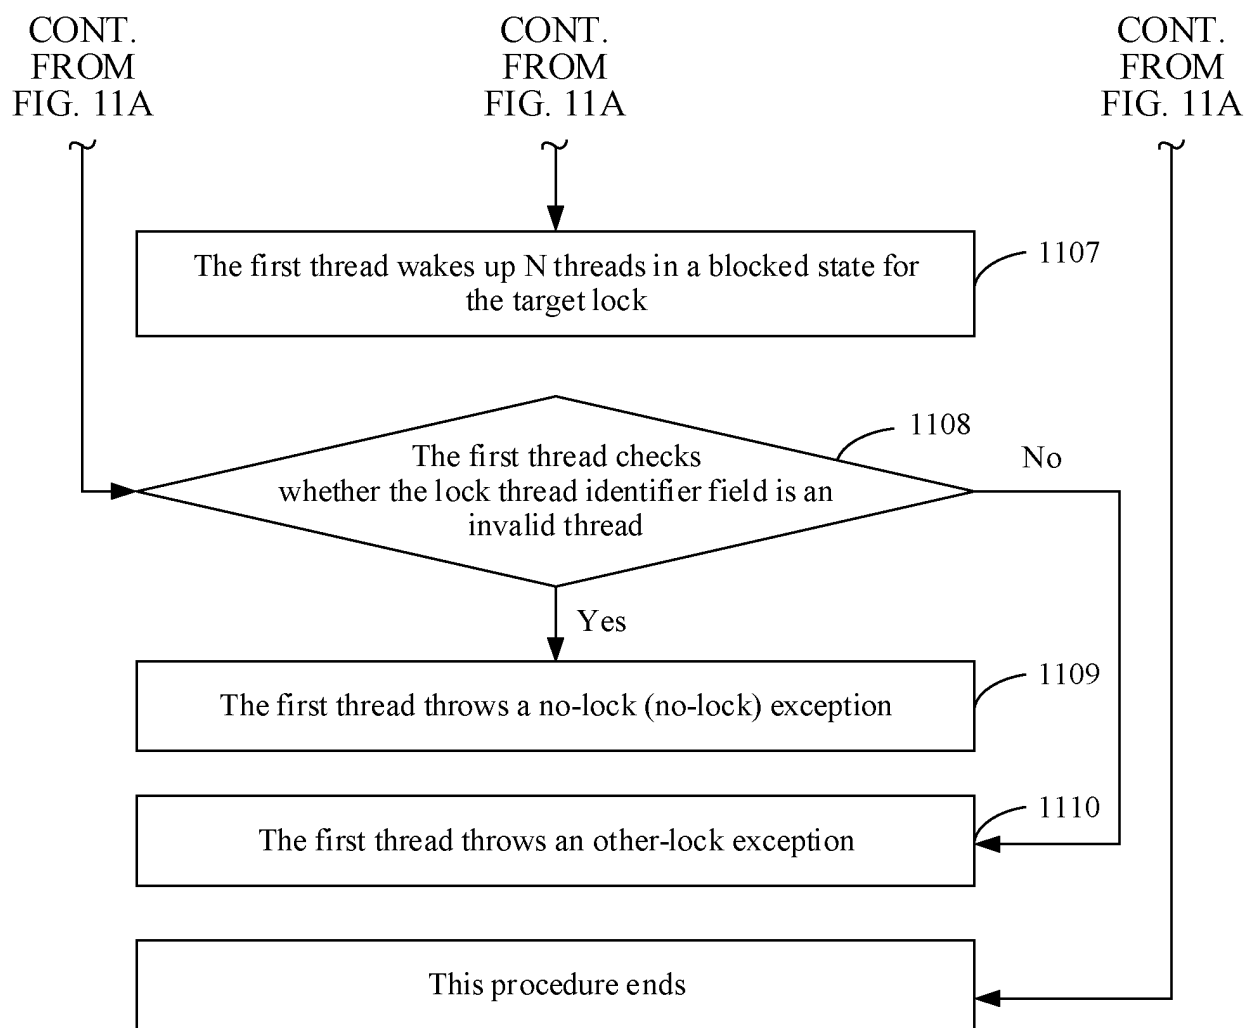 CONT.
FROM
FIG. 11A
CONT.
FROM
FIG. 11A
CONT.
FROM
FIG. 11A
The first thread wakes up N threads in a blocked state for
the target lock
1107
1108
The first thread checks
whether the lock thread identifier field is an
invalid thread
No
Yes
The first thread throws a no-lock (no-lock) exception
1109
The first thread throws an other-lock exception
1110
This procedure ends